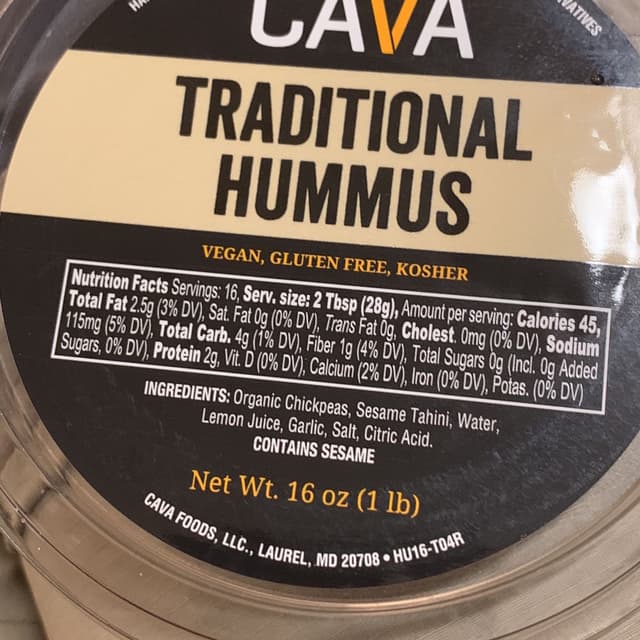 CAVA
TRADITIONAL
HUMMUS
VEGAN, GLUTEN FREE, KOSHER
Nutrition Facts Servings: 16, Serv. size: 2 Tbsp (28g), Amount per serving: Calories 45,
Total Fat 2.5g (3% DV), Sat. Fat 0g (0% DV), Trans Fat 0g, Cholest. 0mg (0% DV), Sodium
115mg (5% DV), Total Carb. 4g (1% DV), Fiber 1g (4% DV), Total Sugars 0g (Incl. 0g Added
Sugars, 0% DV), Protein 2g, Vit. D (0% DV), Calcium (2% DV), Iron (0% DV), Potas. (0% DV)
INGREDIENTS: Organic Chickpeas, Sesame Tahini, Water,
Lemon Juice, Garlic, Salt, Citric Acid.
CONTAINS SESAME
Net Wt. 16 oz (1 lb)
CAVA FOODS, LLC., LAUREL, MD 20708 • HU16-T04R